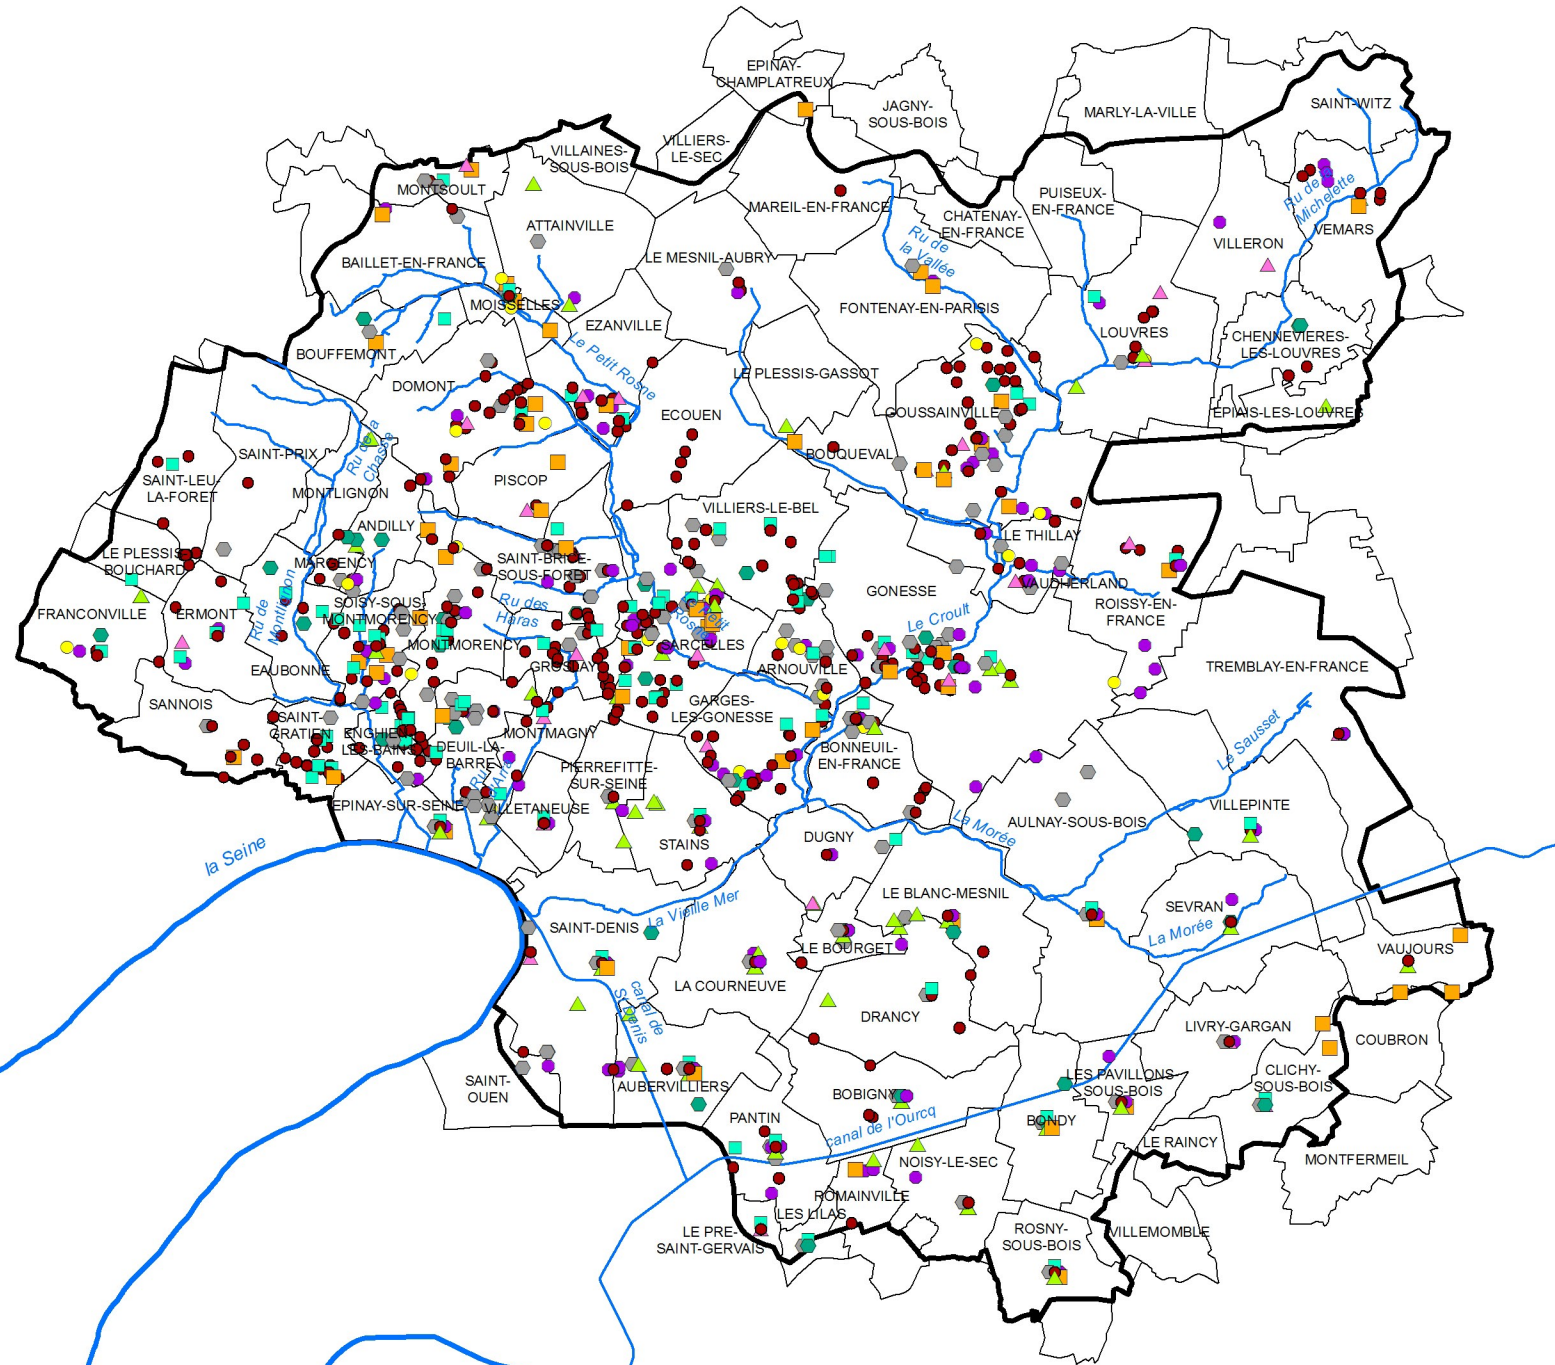 EPINAY-
CHAMPLATREUX
JAGNY-
SOUS-BOIS
MARLY-LA-VILLE
SAINT-WITZ
VILLIERS-
LE-SEC
VILLAINES-
SOUS-BOIS
MONTSOULT
MAREIL-EN-FRANCE
PUISEUX-
EN-FRANCE
Ru de la
Michelette
VEMARS
CHATENAY-
EN-FRANCE
ATTAINVILLE
Ru de
la Vallée
VILLERON
LE MESNIL-AUBRY
BAILLET-EN-FRANCE
MOISSELLES
FONTENAY-EN-PARISIS
EZANVILLE
LOUVRES
CHENNEVIERES-
LES-LOUVRES
BOUFFEMONT
Le Petit Rosne
LE PLESSIS-GASSOT
DOMONT
ECOUEN
GOUSSAINVILLE
EPIAIS-LES-LOUVRES
Ru de la
Chasse
SAINT-PRIX
BOUQUEVAL
SAINT-LEU-
LA-FORET
MONTLIGNON
PISCOP
VILLIERS-LE-BEL
ANDILLY
LE THILLAY
LE PLESSIS-
BOUCHARD
MARGENCY
SAINT-BRICE-
SOUS-FORET
VAUDHERLAND
GONESSE
ROISSY-EN-
FRANCE
FRANCONVILLE
ERMONT
Ru de
Montlignon
SOISY-SOUS-
MONTMORENCY
Ru des
Haras
Le Petit
Rosne
Le Croult
MONTMORENCY
SARCELLES
EAUBONNE
GROSLAY
ARNOUVILLE
TREMBLAY-EN-FRANCE
SANNOIS
SAINT-
GRATIEN
ENGHIEN-
LES-BAINS
DEUIL-LA-
BARRE
MONTMAGNY
GARGES-
LES-GONESSE
BONNEUIL-
EN-FRANCE
Le Sausset
Ru
d'Arra
PIERREFITTE-
SUR-SEINE
EPINAY-SUR-SEINE
VILLETANEUSE
VILLEPINTE
AULNAY-SOUS-BOIS
La Morée
DUGNY
STAINS
la Seine
LE BLANC-MESNIL
La Vieille Mer
SEVRAN
La Morée
SAINT-DENIS
LE BOURGET
VAUJOURS
LA COURNEUVE
canal de
St Denis
DRANCY
LIVRY-GARGAN
COUBRON
SAINT-
OUEN
AUBERVILLIERS
BOBIGNY
LES PAVILLONS-
SOUS-BOIS
CLICHY-
SOUS-BOIS
PANTIN
canal de l'Ourcq
BONDY
LE RAINCY
MONTFERMEIL
NOISY-LE-SEC
ROMAINVILLE
LES LILAS
LE PRE-
SAINT-GERVAIS
ROSNY-
SOUS-BOIS
VILLEMOMBLE